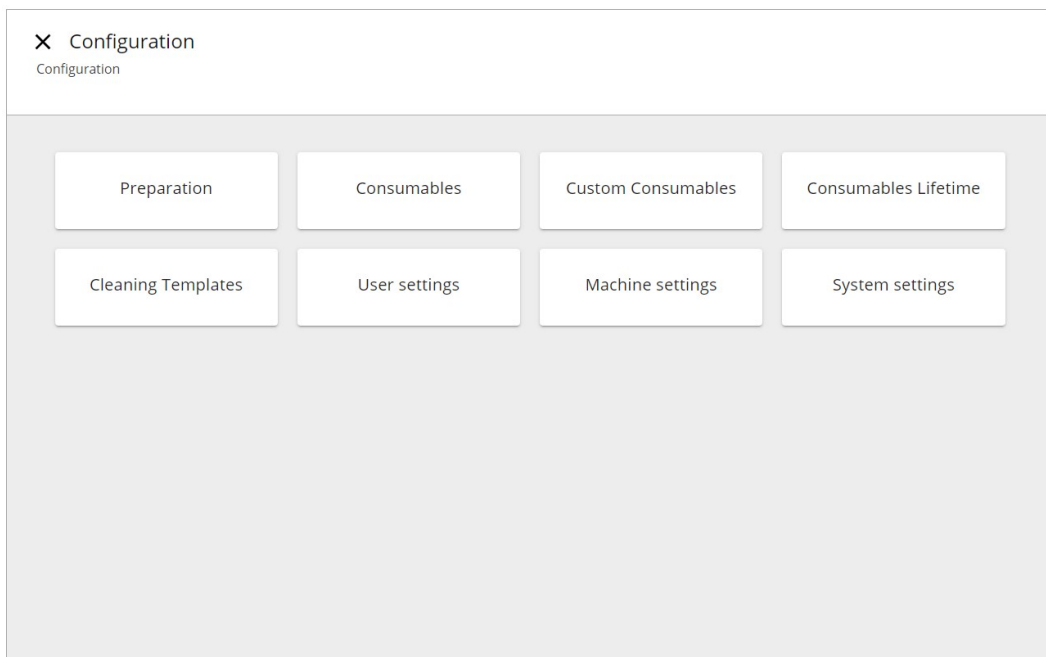 Configuration
Configuration
Preparation
Consumables
Custom Consumables
Consumables Lifetime
Cleaning Templates
User settings
Machine settings
System settings